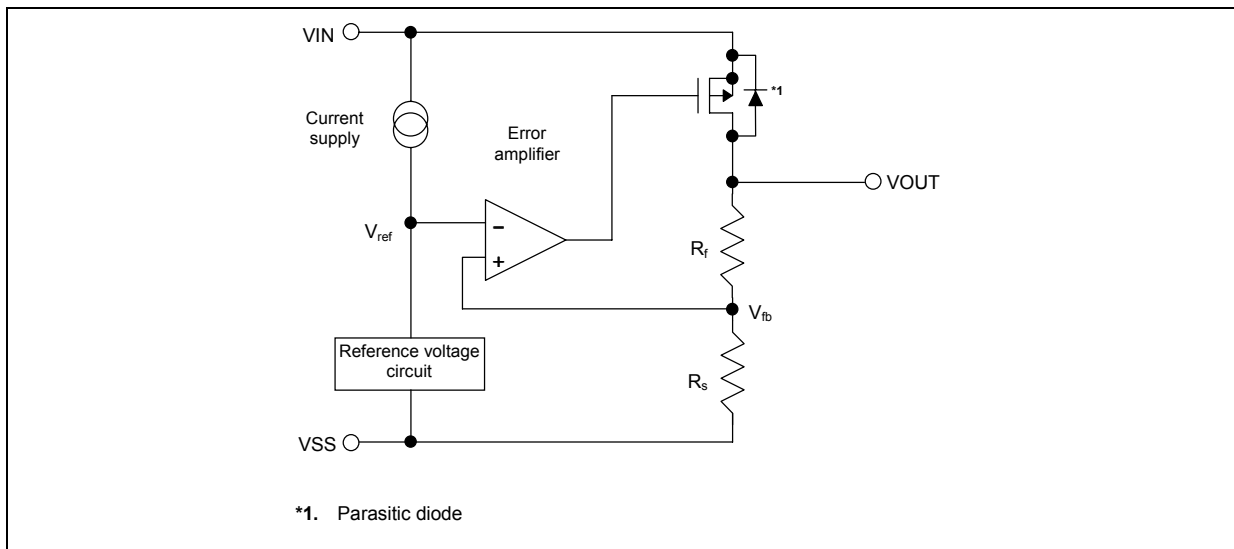 VIN
*1
Current
supply
Error
amplifier
VOUT
Vref
−
+
Rf
Vfb
Reference voltage
circuit
Rs
VSS
*1. Parasitic diode